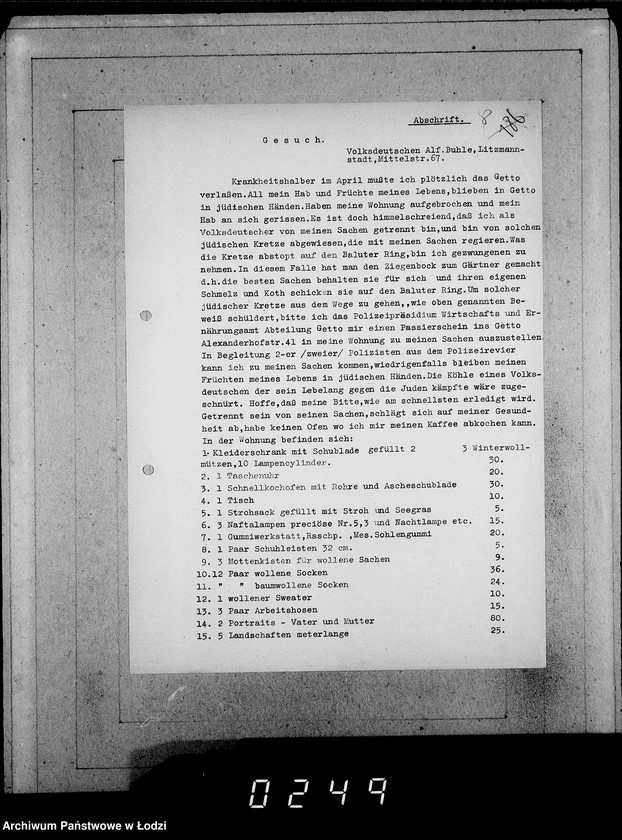 Abschrift. 8
Gesuch.
Volksdeutschen Alf.Buhle,Litzmann-
stadt,Mittelstr.67.
Krankheitshalber im April mußte ich plötzlich das Getto
verlaßen.All mein Hab und Früchte meines Lebens,blieben in Getto
in jüdischen Händen.Haben meine Wohnung aufgebrochen und mein
Hab an sich gerissen.Es ist doch himmelschreiend,daß ich als
Volksdeutscher von meinen Sachen getrennt bin,und bin von solchen
jüdischen Kretze abgewiesen,die mit meinen Sachen regieren.Was
die Kretze abstopt auf den Baluter Ring,bin ich gezwungenen zu
nehmen.In diesem Falle hat man den Ziegenbock zum Gärtner gemacht
d.h.die besten Sachen behalten sie für sich und ihren eigenen
Schmelz und Koth schicken sie auf den Baluter Ring.Um solcher
jüdischer Kretze aus dem Wege zu gehen,,wie oben genannten Be-
weiß schüldert,bitte ich das Polizeipräsidium Wirtschafts und Er-
nährungsamt Abteilung Getto mir einen Passierschein ins Getto
Alexanderhofstr.41 in meine Wohnung zu meinen Sachen auszustellen.
In Begleitung 2-er /zweier/ Polizisten aus dem Polizeirevier
kann ich zu meinen Sachen kommen,wiedrigenfalls bleiben meinen
Früchten meines Lebens in jüdischen Händen.Die Köhle eines Volks-
deutschen der sein Lebelang gegen die Juden kämpfte wäre zuge-
schnürt. Hoffe,daß meine Bitte,wie am schnellsten erledigt wird.
Getrennt sein von seinen Sachen,schlägt sich auf meiner Gesund-
heit ab,habe keinen Ofen wo ich mir meinen Kaffee abkochen kann.
In der Wohnung befinden sich:
1. Kleiderschrank mit Schublade gefüllt 2 3 Winterwoll-
mützen,10 Lampencylinder. 30.
2. 1 Taschenuhr 20.
3. 1 Schnellkochofen mit Rohre und Ascheschublade 30.
4. 1 Tisch 10.
5. 1 Strohsack gefüllt mit Stroh und Seegras 5.
6. 3 Naftalampen preciöse Nr.5,3 und Nachtlampe etc. 15.
7. 1 Gummiwerkstatt,Raschp. ,Mes.Sohlengummi 20.
8. 1 Paar Schuhleisten 32 cm. 5.
9. 3 Mottenkisten für wollene Sachen 9.
10.12 Paar wollene Socken 36.
11. " " baumwollene Socken 24.
12. 1 wollener Sweater 10.
13. 3 Paar Arbeitshosen 15.
14. 2 Portraits - Vater und Mutter 80.
15. 5 Landschaften meterlange 25.
0249
Archiwum Państwowe w Łodzi